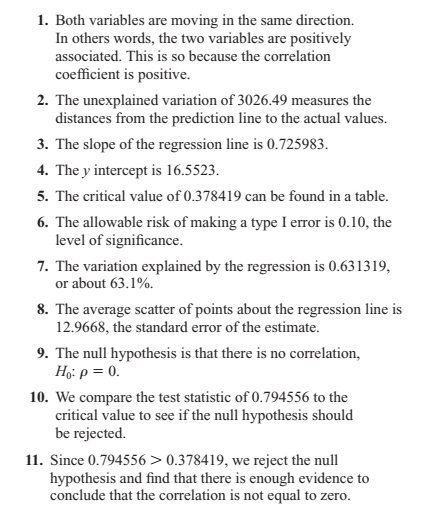 1. Both variables are moving in the same direction.
In others words, the two variables are positively
associated. This is so because the correlation
coefficient is positive.
2. The unexplained variation of 3026.49 measures the
distances from the prediction line to the actual values.
3. The slope of the regression line is 0.725983.
4. The y intercept is 16.5523.
5. The critical value of 0.378419 can be found in a table.
6. The allowable risk of making a type I error is 0.10, the
level of significance.
7. The variation explained by the regression is 0.631319,
or about 63.1%.
8. The average scatter of points about the regression line is
12.9668, the standard error of the estimate.
9. The null hypothesis is that there is no correlation,
H₀: ρ = 0.
10. We compare the test statistic of 0.794556 to the
critical value to see if the null hypothesis should
be rejected.
11. Since 0.794556 > 0.378419, we reject the null
hypothesis and find that there is enough evidence to
conclude that the correlation is not equal to zero.